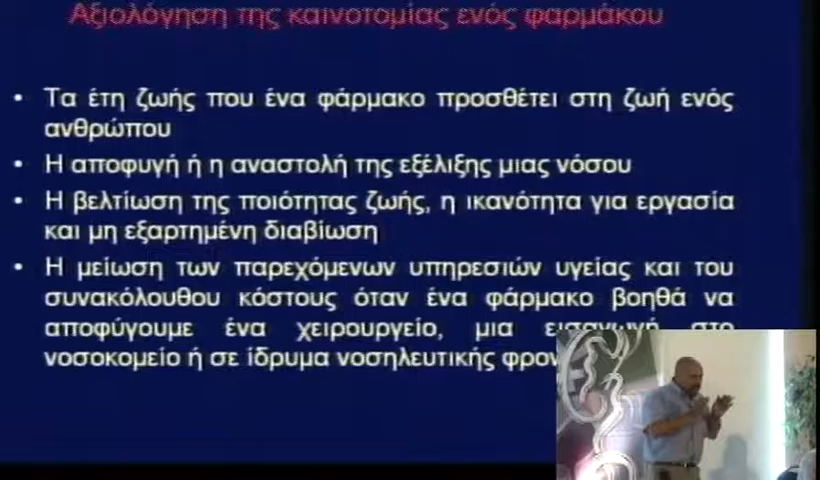 Αξιολόγηση της καινοτομίας ενός φαρμάκου
• Τα έτη ζωής που ένα φάρμακο προσθέτει στη ζωή ενός
ανθρώπου
• Η αποφυγή ή η αναστολή της εξέλιξης μιας νόσου
• Η βελτίωση της ποιότητας ζωής, η ικανότητα για εργασία
και μη εξαρτημένη διαβίωση
• Η μείωση των παρεχόμενων υπηρεσιών υγείας και του
συνακόλουθου κόστους όταν ένα φάρμακο βοηθά να
αποφύγουμε ένα χειρουργείο, μια εισαγωγή στο
νοσοκομείο ή σε ίδρυμα νοσηλευτικής